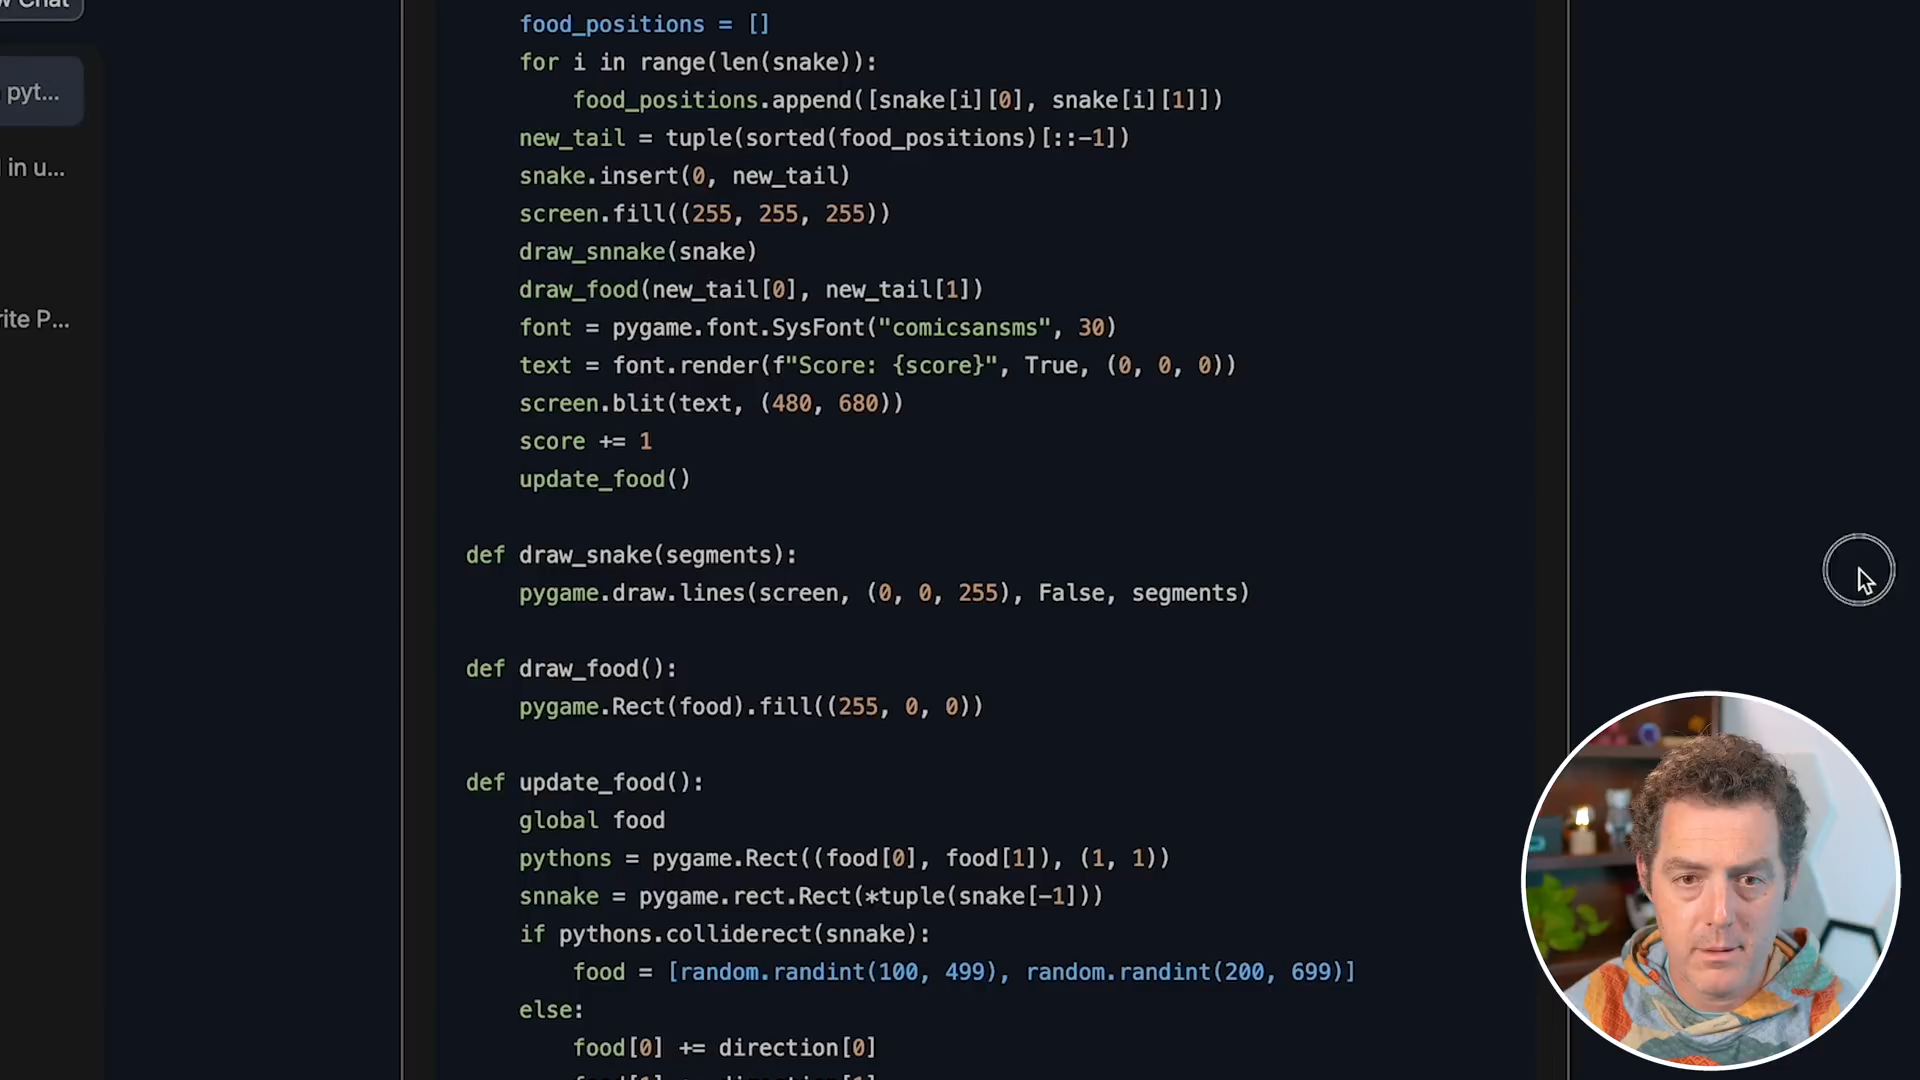 w Chat
pyt...
in u...
rite P...
food_positions = []
for i in range(len(snake)):
food_positions.append([snake[i][0], snake[i][1]])
new_tail = tuple(sorted(food_positions)[::-1])
snake.insert(0, new_tail)
screen.fill((255, 255, 255))
draw_snnake(snake)
draw_food(new_tail[0], new_tail[1])
font = pygame.font.SysFont("comicsansms", 30)
text = font.render(f"Score: {score}", True, (0, 0, 0))
screen.blit(text, (480, 680))
score += 1
update_food()
def draw_snake(segments):
pygame.draw.lines(screen, (0, 0, 255), False, segments)
def draw_food():
pygame.Rect(food).fill((255, 0, 0))
def update_food():
global food
pythons = pygame.Rect((food[0], food[1]), (1, 1))
snnake = pygame.rect.Rect(*tuple(snake[-1]))
if pythons.colliderect(snnake):
food = [random.randint(100, 499), random.randint(200, 699)]
else:
food[0] += direction[0]